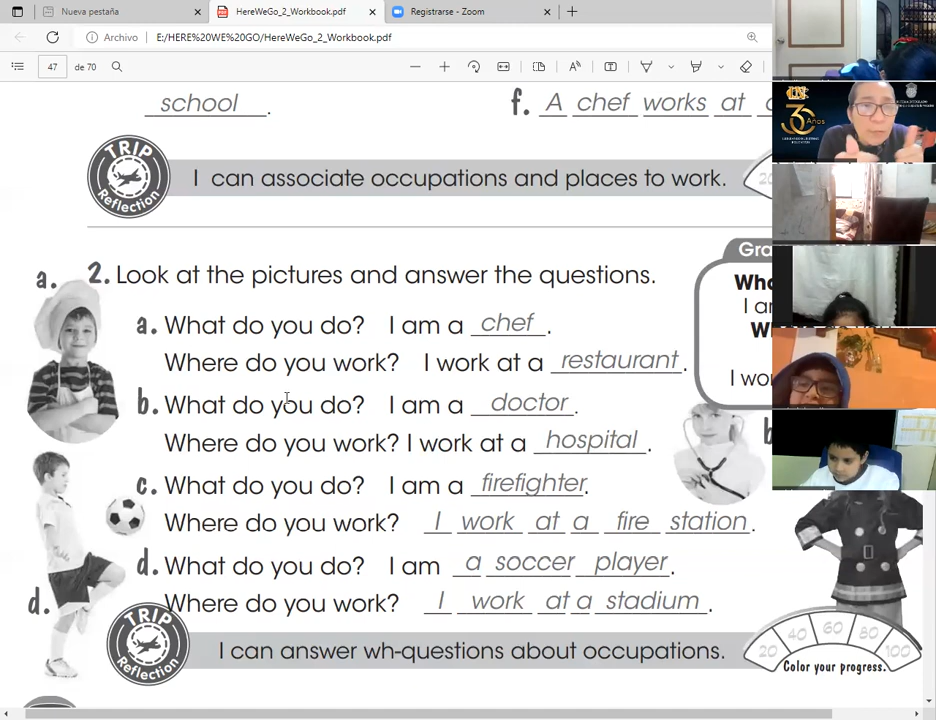 Nueva pestaña
HereWeGo_2_Workbook.pdf
Registrarse - Zoom
Archivo
E:/HERE%20WE%20GO/HereWeGo_2_Workbook.pdf
47
de 70
school.
f. A chef works at
TRIP
Reflection
I can associate occupations and places to work.
20
30
Años
a.
2. Look at the pictures and answer the questions.
a. What do you do? I am a chef.
Where do you work? I work at a restaurant.
b. What do you do? I am a doctor.
Where do you work? I work at a hospital.
c. What do you do? I am a firefighter.
Where do you work? I work at a fire station.
d. What do you do? I am a soccer player.
Where do you work? I work at a stadium.
d.
I am
TRIP
Reflection
I can answer wh-questions about occupations.
20 40 60 80 100
Color your progress.